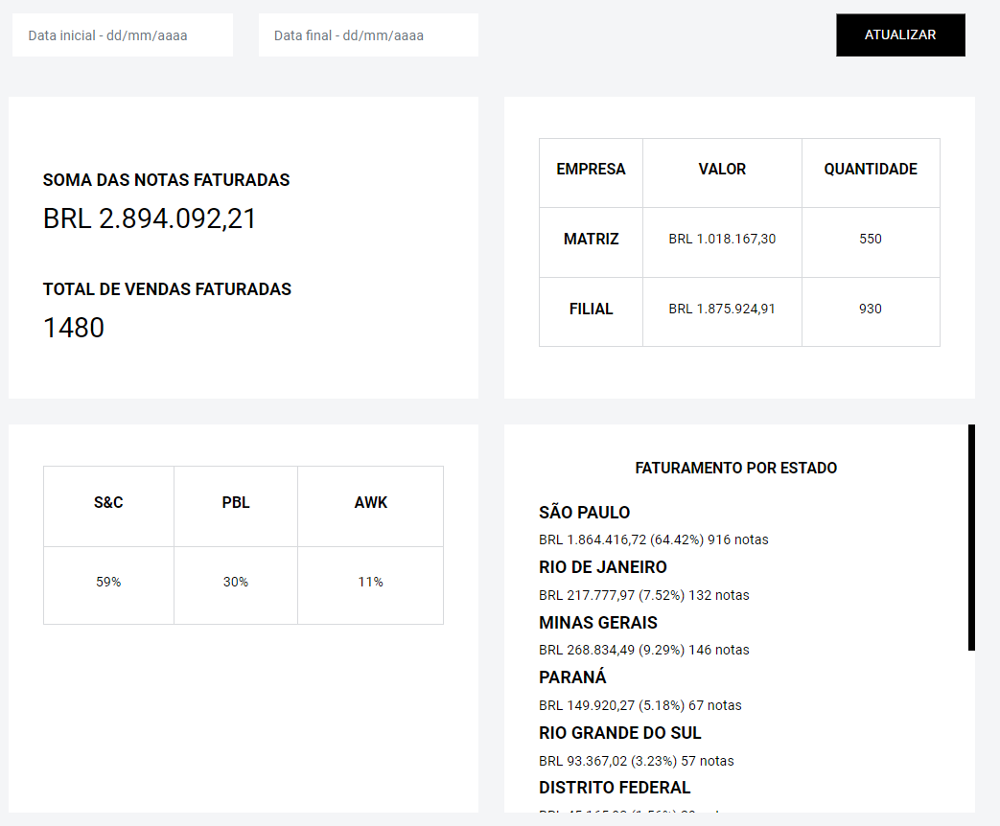 Data inicial - dd/mm/aaaa
Data final - dd/mm/aaaa
ATUALIZAR
SOMA DAS NOTAS FATURADAS
BRL 2.894.092,21
TOTAL DE VENDAS FATURADAS
1480
EMPRESA VALOR QUANTIDADE
MATRIZ BRL 1.018.167,30 550
FILIAL BRL 1.875.924,91 930
S&C PBL AWK
59% 30% 11%
FATURAMENTO POR ESTADO
SÃO PAULO
BRL 1.864.416,72 (64.42%) 916 notas
RIO DE JANEIRO
BRL 217.777,97 (7.52%) 132 notas
MINAS GERAIS
BRL 268.834,49 (9.29%) 146 notas
PARANÁ
BRL 149.920,27 (5.18%) 67 notas
RIO GRANDE DO SUL
BRL 93.367,02 (3.23%) 57 notas
DISTRITO FEDERAL